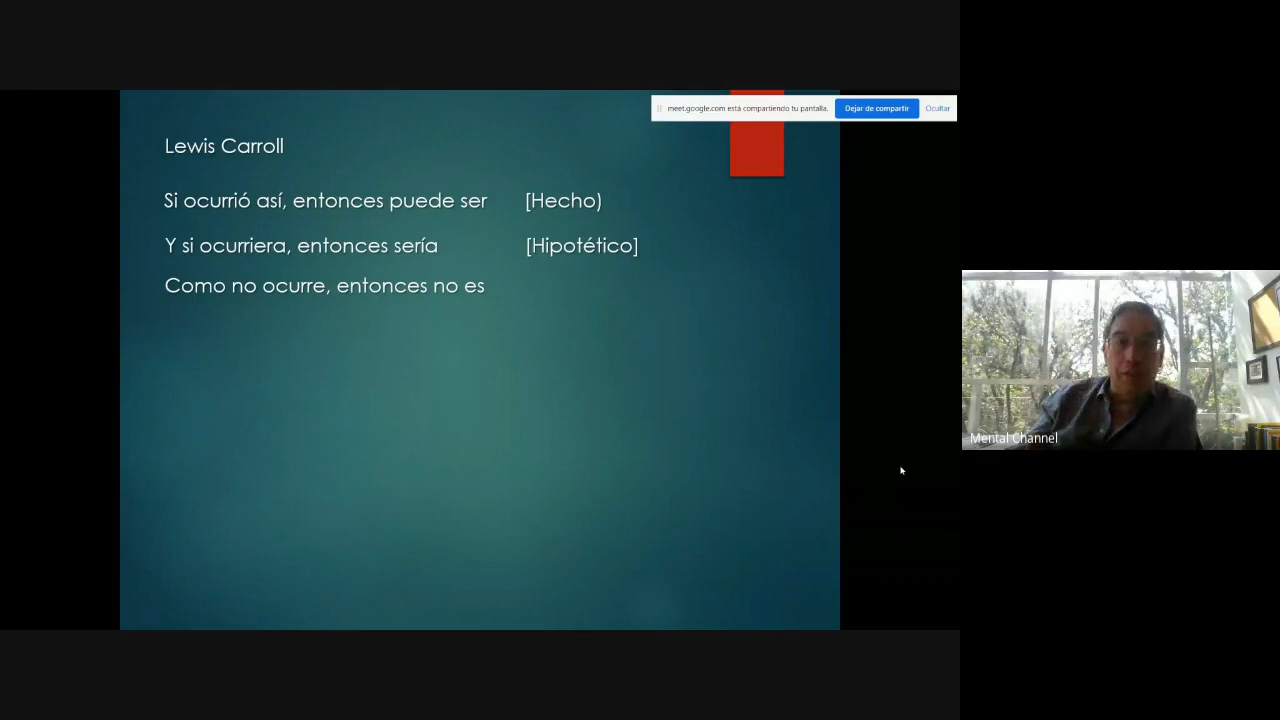 meet.google.com está compartiendo tu pantalla. Dejar de compartir Ocultar
Lewis Carroll
Si ocurrió así, entonces puede ser [Hecho)
Y si ocurriera, entonces sería [Hipotético]
Como no ocurre, entonces no es
Mental Channel